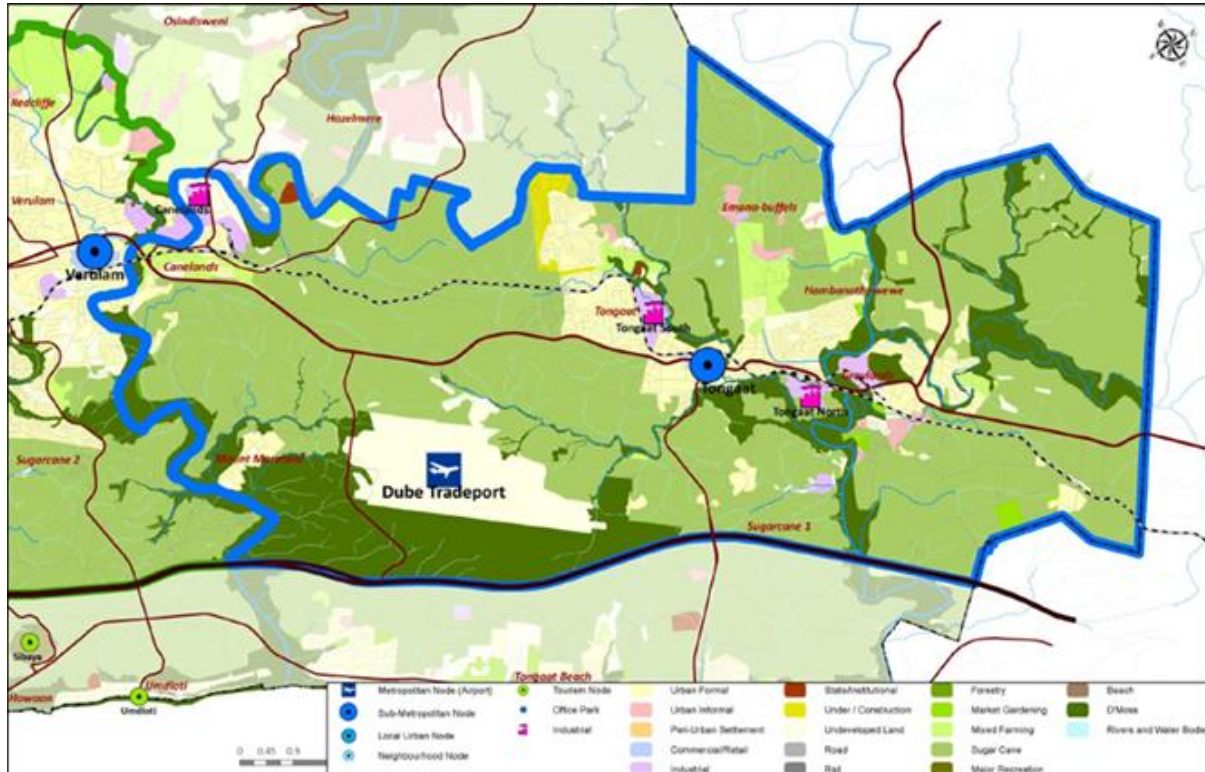 Osindisweni
Redcliffe
Hazelmere
Verulam
Canelands
Emona-buffels
Verulam
Canelands
Tongaat
Tongaat South
Tongaat
Tongaat North
Sugarcane 2
Dube Tradeport
Sugarcane 1
Sibaya
Umdloti
Umdloti
Tongaat Beach
0 0.45 0.9
Metropolitan Node (Airport)
Sub-Metropolitan Node
Local Urban Node
Neighbourhood Node
Tourism Node
Office Park
Industrial
Urban Formal
Urban Informal
Peri-Urban Settlement
Commercial/Retail
Industrial
State/Institutional
Under / Construction
Undeveloped Land
Road
Rail
Forestry
Market Gardening
Mixed Farming
Sugar Cane
Major Recreation
Beach
D'Moss
Rivers and Water Bodie